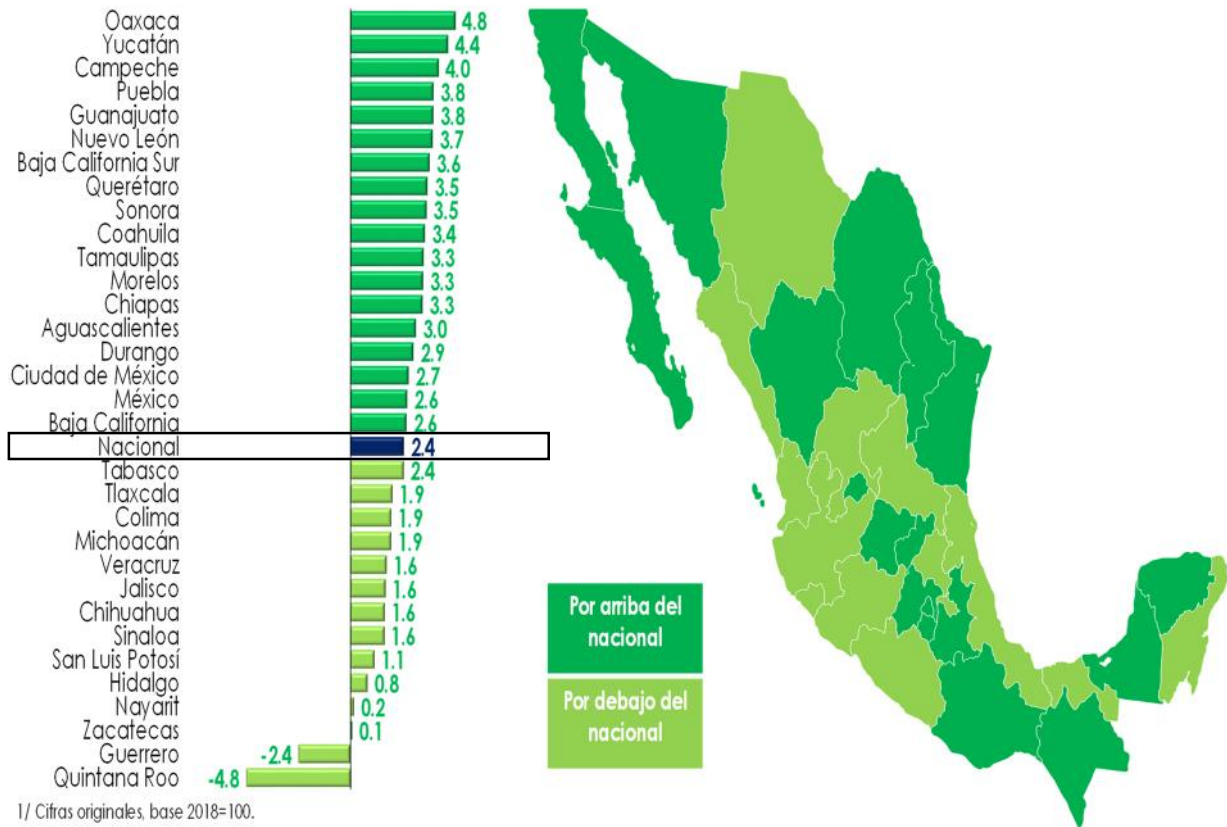 Oaxaca 4.8
Yucatán 4.4
Campeche 4.0
Puebla 3.8
Guanajuato 3.8
Nuevo León 3.7
Baja California Sur 3.6
Querétaro 3.5
Sonora 3.5
Coahuila 3.4
Tamaulipas 3.3
Morelos 3.3
Chiapas 3.3
Aguascalientes 3.0
Durango 2.9
Ciudad de México 2.7
México 2.6
Baja California 2.6
Nacional 2.4
Tabasco 2.4
Tlaxcala 1.9
Colima 1.9
Michoacán 1.9
Veracruz 1.6
Jalisco 1.6
Chihuahua 1.6
Sinaloa 1.6
San Luis Potosí 1.1
Hidalgo 0.8
Nayarit 0.2
Zacatecas 0.1
Guerrero -2.4
Quintana Roo -4.8
Por arriba del
nacional
Por debajo del
nacional
1/ Cifras originales, base 2018=100.